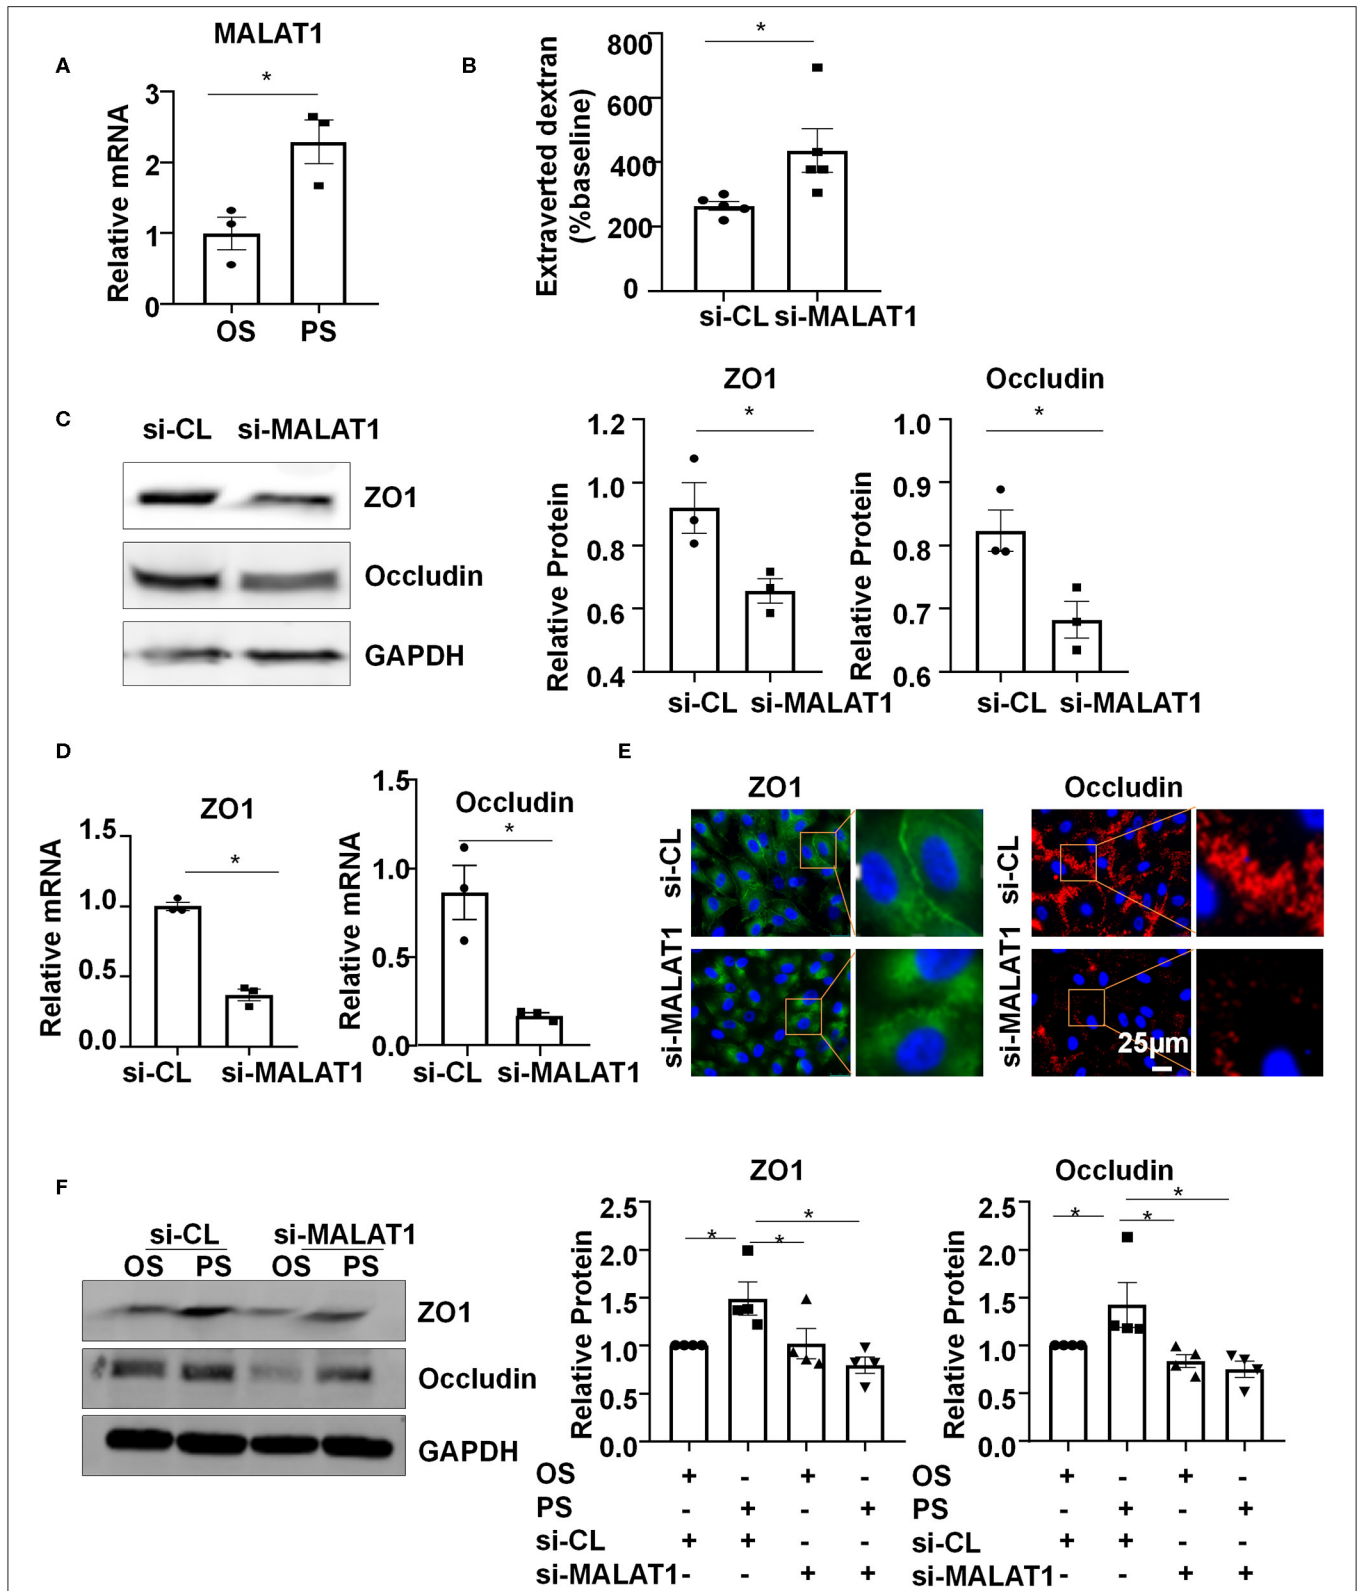 MALAT1
A
*
Relative mRNA
3
2
1
0
OS PS
B
*
Extraverted dextran
(%baseline)
800
600
400
200
0
si-CL si-MALAT1
C
si-CL si-MALAT1
ZO1
Occludin
GAPDH
ZO1
*
Relative Protein
1.2
1.0
0.8
0.6
0.4
si-CL si-MALAT1
Occludin
*
Relative Protein
1.0
0.9
0.8
0.7
0.6
si-CL si-MALAT1
D
ZO1
*
Relative mRNA
1.5
1.0
0.5
0.0
si-CL si-MALAT1
Occludin
*
Relative mRNA
1.5
1.0
0.5
0.0
si-CL si-MALAT1
E
ZO1 Occludin
si-CL
si-MALAT1
si-CL
si-MALAT1
25μm
F
si-CL si-MALAT1
OS PS OS PS
ZO1
Occludin
GAPDH
ZO1
* * *
Relative Protein
2.5
2.0
1.5
1.0
0.5
0.0
OS + - + -
PS - + - +
si-CL + + - -
si-MALAT1 - - + +
Occludin
* * *
Relative Protein
2.5
2.0
1.5
1.0
0.5
0.0
OS + - + -
PS - + - +
si-CL + + - -
si-MALAT1 - - + +